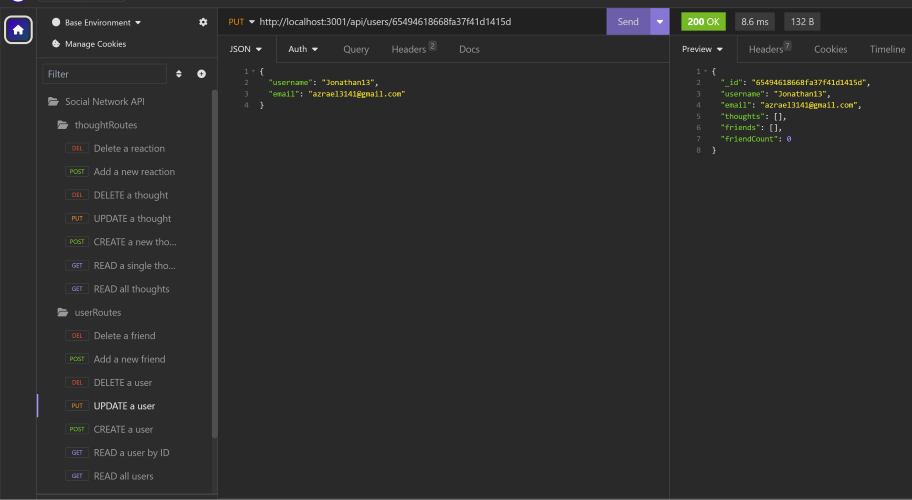 Base Environment
Manage Cookies
Filter
Social Network API
thoughtRoutes
DEL Delete a reaction
POST Add a new reaction
DEL DELETE a thought
PUT UPDATE a thought
POST CREATE a new tho...
GET READ a single tho...
GET READ all thoughts
userRoutes
DEL Delete a friend
POST Add a new friend
DEL DELETE a user
PUT UPDATE a user
POST CREATE a user
GET READ a user by ID
GET READ all users
PUT http://localhost:3001/api/users/65494618668fa37f41d1415d Send
JSON Auth Query Headers 2 Docs
1 {
2 "username": "Jonathan13",
3 "email": "azrael3141@gmail.com"
4 }
200 OK 8.6 ms 132 B
Preview Headers 7 Cookies Timeline
1 {
2 "_id": "65494618668fa37f41d1415d",
3 "username": "Jonathan13",
4 "email": "azrael3141@gmail.com",
5 "thoughts": [],
6 "friends": [],
7 "friendCount": 0
8 }